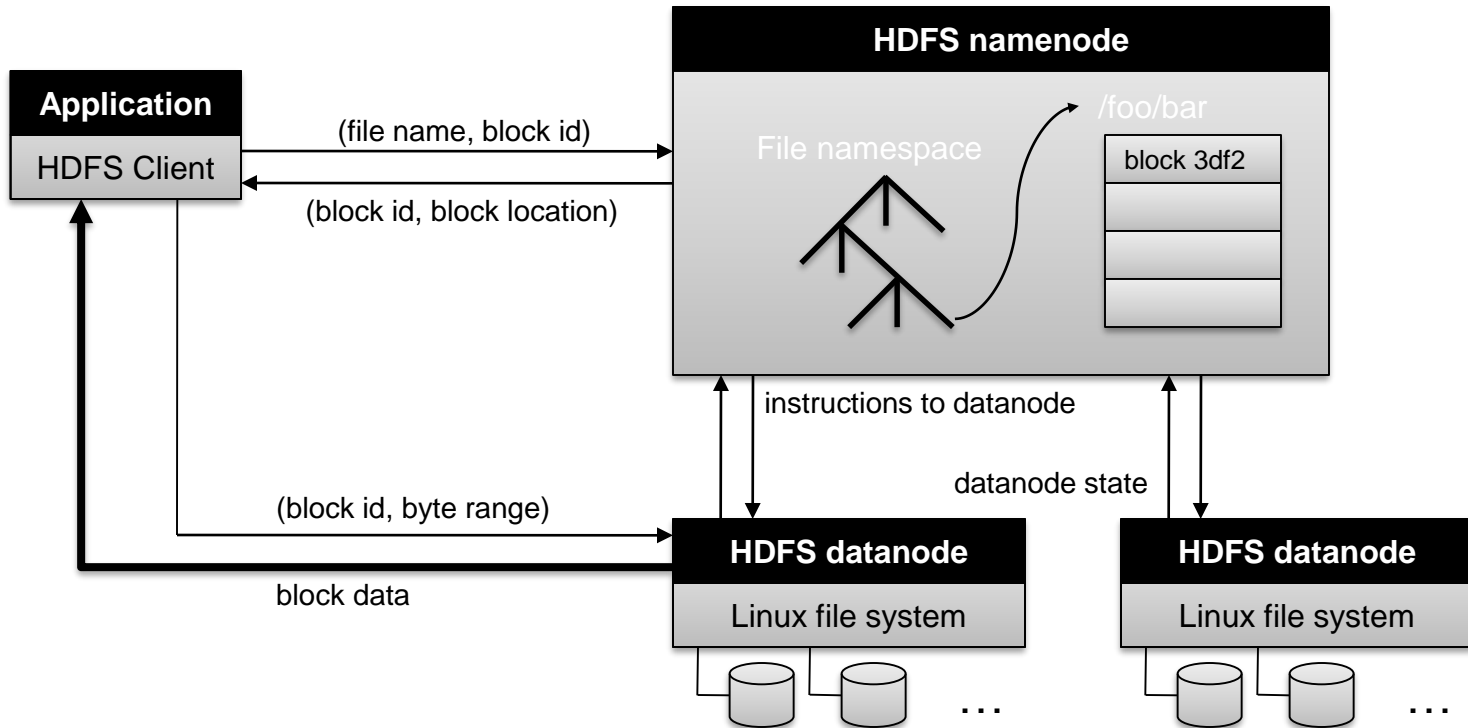 HDFS namenode
Application
HDFS Client
(file name, block id)
(block id, block location)
File namespace
/foo/bar
block 3df2
instructions to datanode
datanode state
(block id, byte range)
block data
HDFS datanode
Linux file system
...
HDFS datanode
Linux file system
...